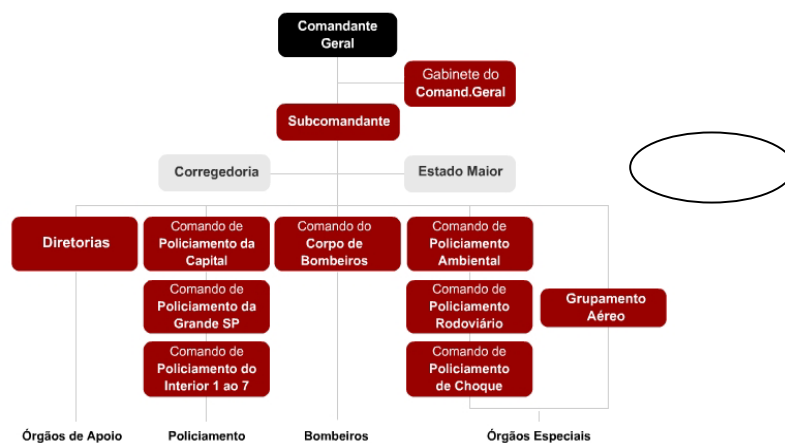 Comandante
Geral
Gabinete do
Comand.Geral
Subcomandante
Corregedoria
Estado Maior
Diretorias
Comando de
Policiamento da
Capital
Comando do
Corpo de
Bombeiros
Comando de
Policiamento
Ambiental
Comando de
Policiamento da
Grande SP
Comando de
Policiamento
Rodoviário
Grupamento
Aéreo
Comando de
Policiamento do
Interior 1 ao 7
Comando de
Policiamento
de Choque
Órgãos de Apoio
Policiamento
Bombeiros
Órgãos Especiais